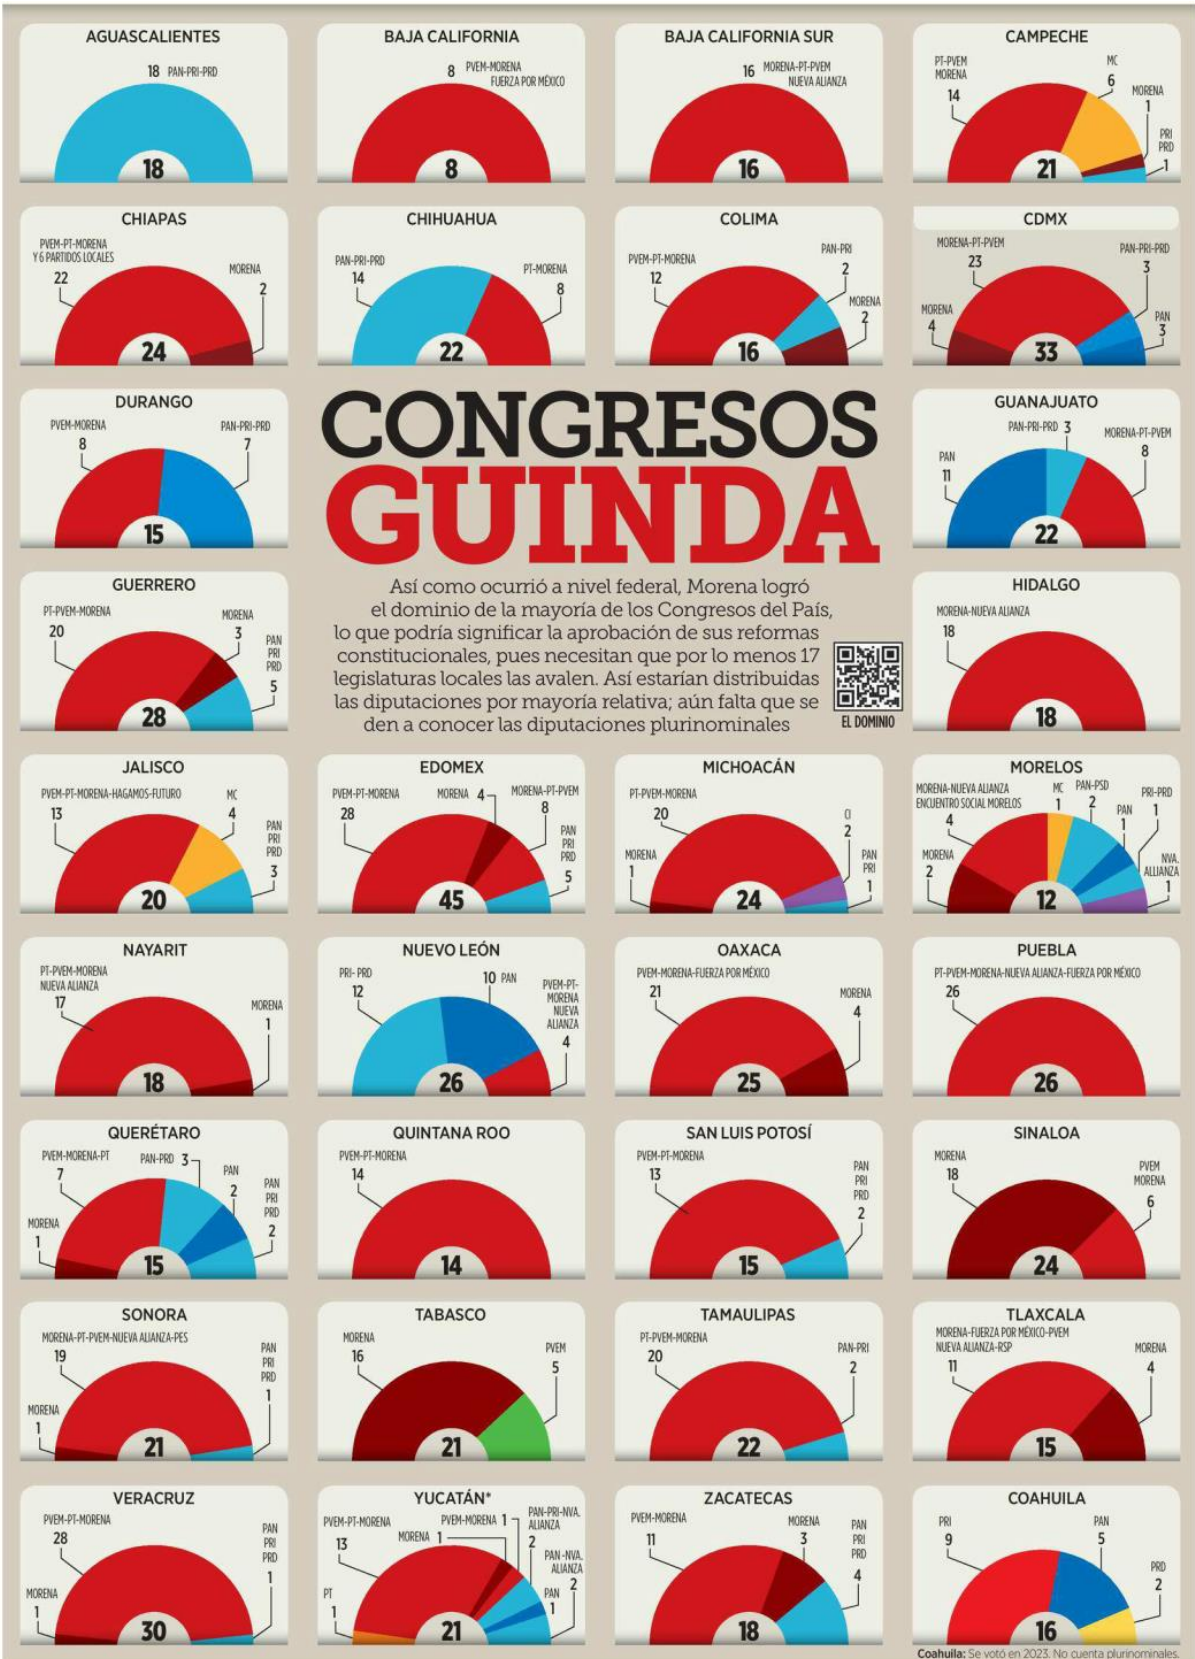 AGUASCALIENTES
18 PAN-PRI-PRD
18
BAJA CALIFORNIA
8 PVEM-MORENA
FUERZA POR MÉXICO
8
BAJA CALIFORNIA SUR
16 MORENA-PT-PVEM
NUEVA ALIANZA
16
CAMPECHE
PT-PVEM
MORENA
14
MC
6
MORENA
1
PRI
PRD
1
21
CHIAPAS
PVEM-PT-MORENA
Y 6 PARTIDOS LOCALES
22
MORENA
2
24
CHIHUAHUA
PAN-PRI-PRD
14
PT-MORENA
8
22
COLIMA
PVEM-PT-MORENA
12
PAN-PRI
2
MORENA
2
16
CDMX
MORENA-PT-PVEM
23
PAN-PRI-PRD
3
MORENA
4
PAN
3
33
DURANGO
PVEM-MORENA
8
PAN-PRI-PRD
7
15
CONGRESOS
GUINDA
Así como ocurrió a nivel federal, Morena logró
el dominio de la mayoría de los Congresos del País,
lo que podría significar la aprobación de sus reformas
constitucionales, pues necesitan que por lo menos 17
legislaturas locales las avalen. Así estarían distribuidas
las diputaciones por mayoría relativa; aún falta que se
den a conocer las diputaciones plurinominales
EL DOMINIO
GUANAJUATO
PAN-PRI-PRD 3
MORENA-PT-PVEM
8
PAN
11
22
GUERRERO
PT-PVEM-MORENA
20
MORENA
3
PAN
PRI
PRD
5
28
HIDALGO
MORENA-NUEVA ALIANZA
18
18
JALISCO
PVEM-PT-MORENA-HAGAMOS-FUTURO
13
MC
4
PAN
PRI
PRD
3
20
EDOMEX
PVEM-PT-MORENA
28
MORENA 4
MORENA-PT-PVEM
8
PAN
PRI
PRD
5
45
MICHOACÁN
PT-PVEM-MORENA
20
MORENA
1
CI
2
PAN
PRI
1
24
MORELOS
MORENA-NUEVA ALIANZA
ENCUENTRO SOCIAL MORELOS
4
MC
1
PAN-PSD
2
PAN
1
PRI-PRD
1
MORENA
2
NVA.
ALLIANZA
1
12
NAYARIT
PT-PVEM-MORENA
NUEVA ALIANZA
17
MORENA
1
18
NUEVO LEÓN
PRI- PRD
12
10 PAN
PVEM-PT-
MORENA
NUEVA
ALIANZA
4
26
OAXACA
PVEM-MORENA-FUERZA POR MÉXICO
21
MORENA
4
25
PUEBLA
PT-PVEM-MORENA-NUEVA ALIANZA-FUERZA POR MÉXICO
26
26
QUERÉTARO
PVEM-MORENA-PT
7
PAN-PRD 3
PAN
2
PAN
PRI
PRD
2
MORENA
1
15
QUINTANA ROO
PVEM-PT-MORENA
14
14
SAN LUIS POTOSÍ
PVEM-PT-MORENA
13
PAN
PRI
PRD
2
15
SINALOA
MORENA
18
PVEM
MORENA
6
24
SONORA
MORENA-PT-PVEM-NUEVA ALIANZA-PES
19
PAN
PRI
PRD
1
MORENA
1
21
TABASCO
MORENA
16
PVEM
5
21
TAMAULIPAS
PT-PVEM-MORENA
20
PAN-PRI
2
22
TLAXCALA
MORENA-FUERZA POR MÉXICO-PVEM
NUEVA ALIANZA-RSP
11
MORENA
4
15
VERACRUZ
PVEM-PT-MORENA
28
PAN
PRI
PRD
1
MORENA
1
30
YUCATÁN*
PVEM-PT-MORENA
13
MORENA 1
PVEM-MORENA 1
PAN-PRI-NVA.
ALIANZA
2
PAN-NVA.
ALIANZA
2
PAN
1
PT
1
21
ZACATECAS
PVEM-MORENA
11
MORENA
3
PAN
PRI
PRD
4
18
COAHUILA
PRI
9
PAN
5
PRD
2
16
Coahuila: Se votó en 2023. No cuenta plurinominales.